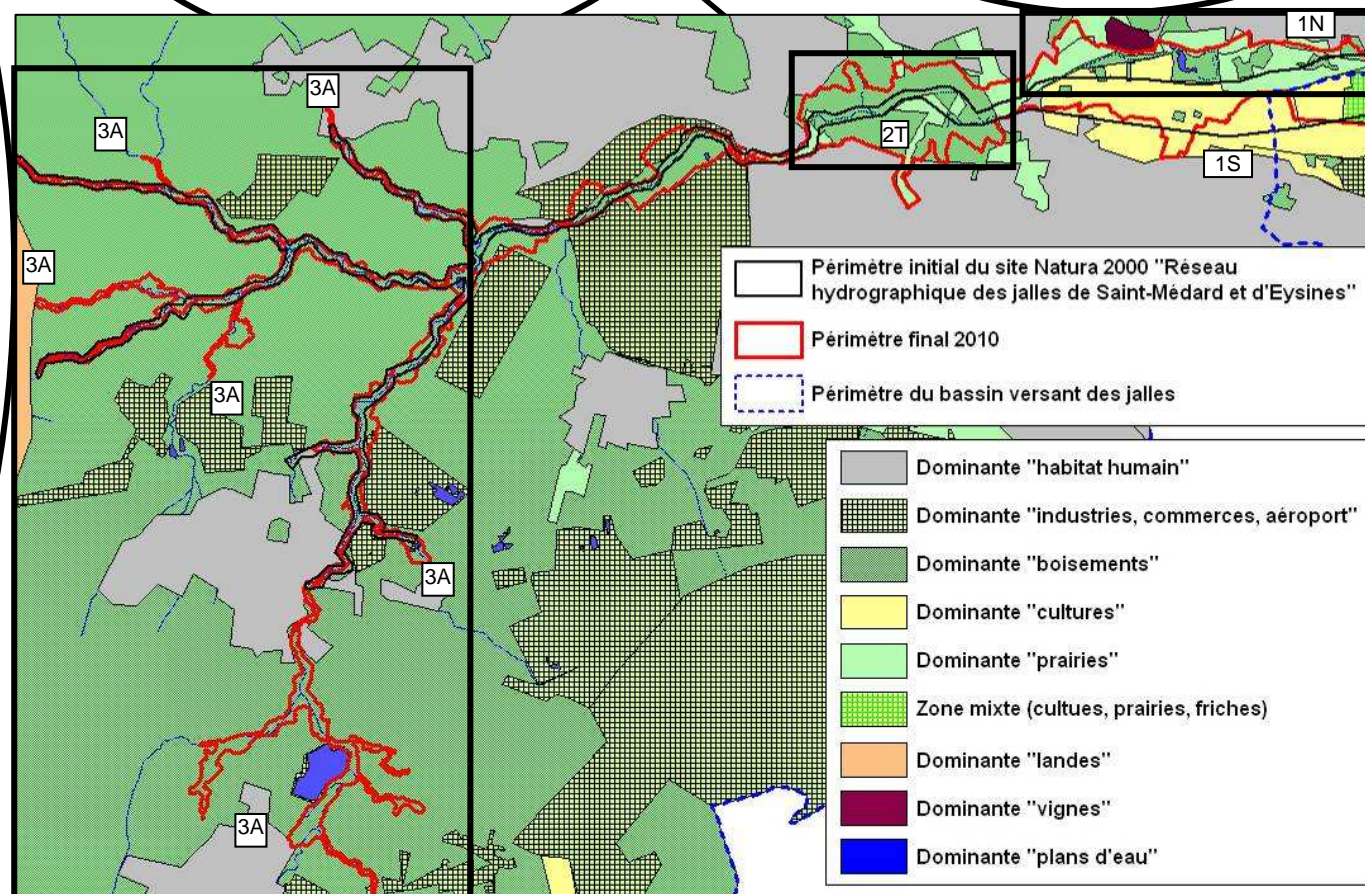 1N
3A
3A
2T
1S
3A
3A
3A
3A
Périmètre initial du site Natura 2000 "Réseau
hydrographique des jalles de Saint-Médard et d'Eysines"
Périmètre final 2010
Périmètre du bassin versant des jalles
Dominante "habitat humain"
Dominante "industries, commerces, aéroport"
Dominante "boisements"
Dominante "cultures"
Dominante "prairies"
Zone mixte (cultues, prairies, friches)
Dominante "landes"
Dominante "vignes"
Dominante "plans d'eau"